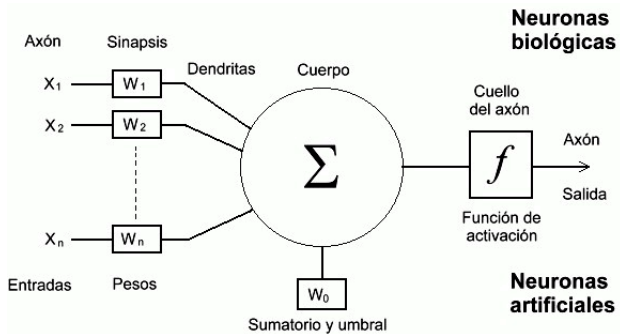 Neuronas
biológicas
Axón Sinapsis Dendritas Cuerpo
Cuello
del axón
X1 W1
X2 W2
Σ
f
Axón
Salida
Xn Wn
Función de
activación
Entradas Pesos
W0
Sumatorio y umbral
Neuronas
artificiales